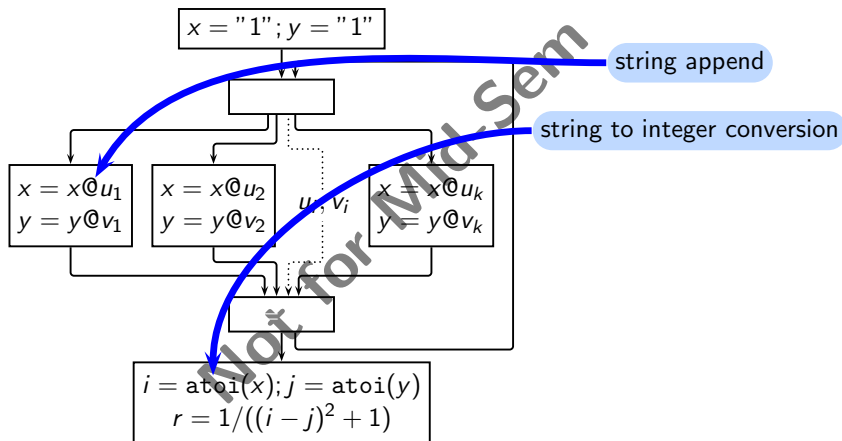 x = "1"; y = "1"
string append
string to integer conversion
x = x@u₁
y = y@v₁
x = x@u₂
y = y@v₂
uᵢ, vᵢ
x = x@uₖ
y = y@vₖ
i = atoi(x); j = atoi(y)
r = 1/((i − j)² + 1)
Not for Mid-Sem